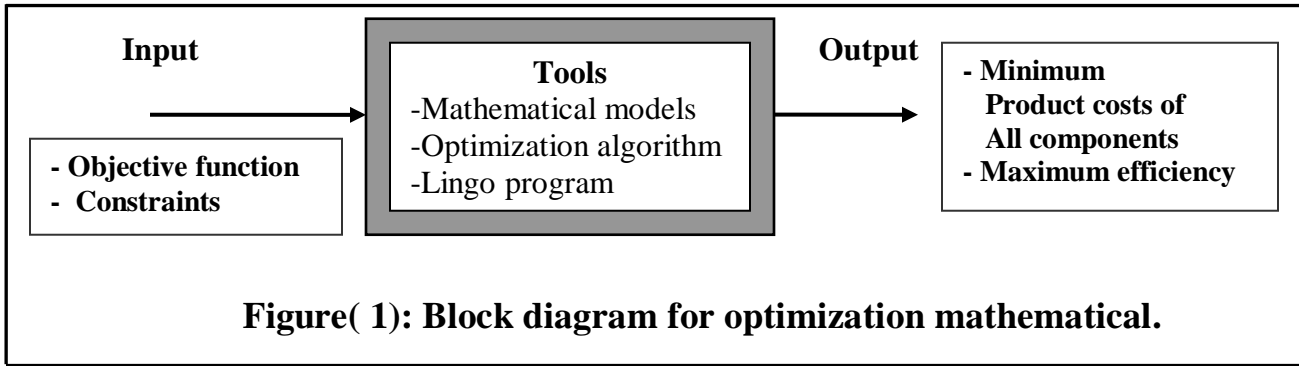 Input
- Objective function
- Constraints
Tools
-Mathematical models
-Optimization algorithm
-Lingo program
Output
- Minimum
Product costs of
All components
- Maximum efficiency
Figure( 1): Block diagram for optimization mathematical.